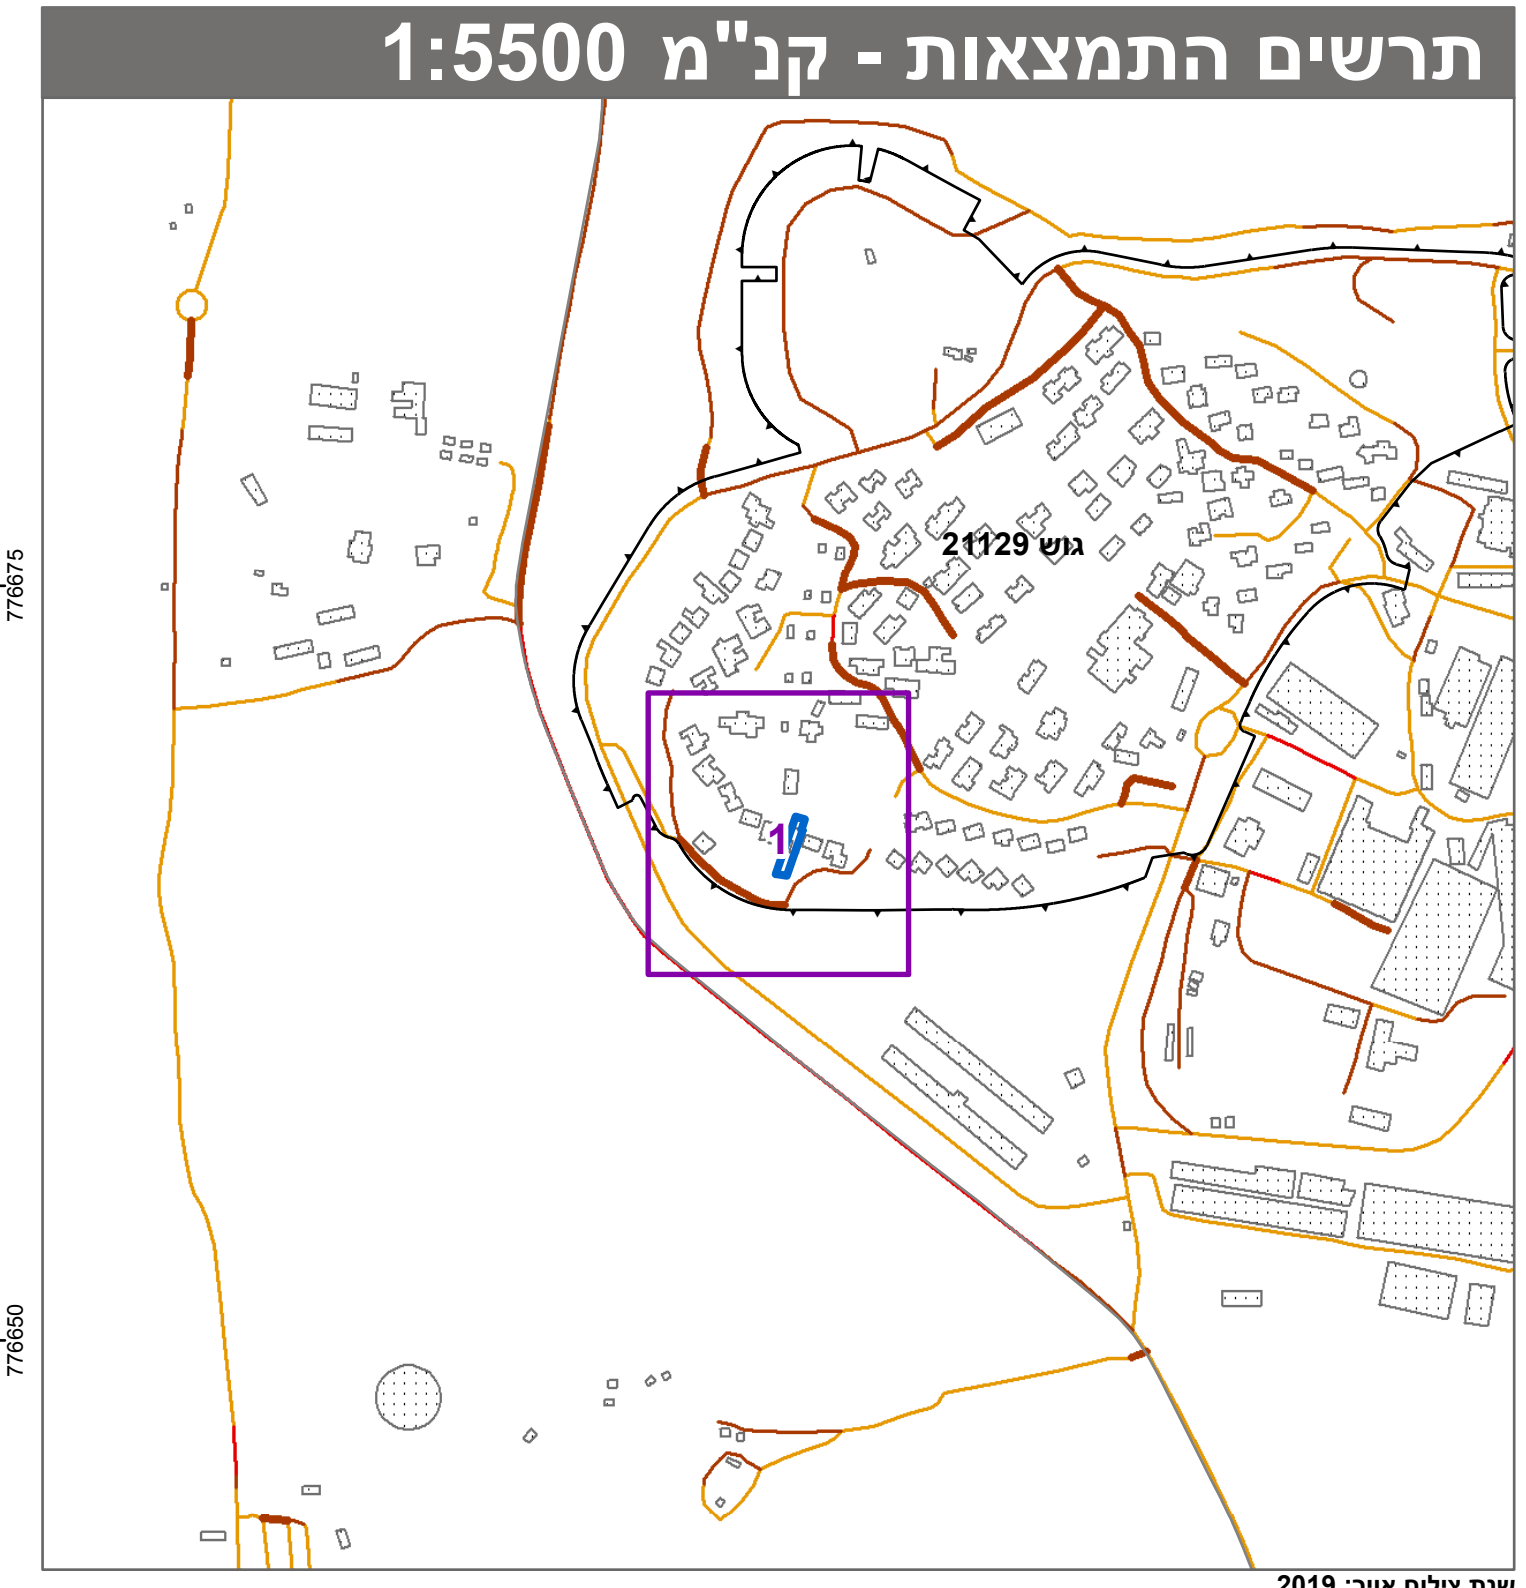 תרשים התמצאות - קנ"מ 1:5500
776675
גוש 21129
1
776650
שנת צילום אויר: 2019